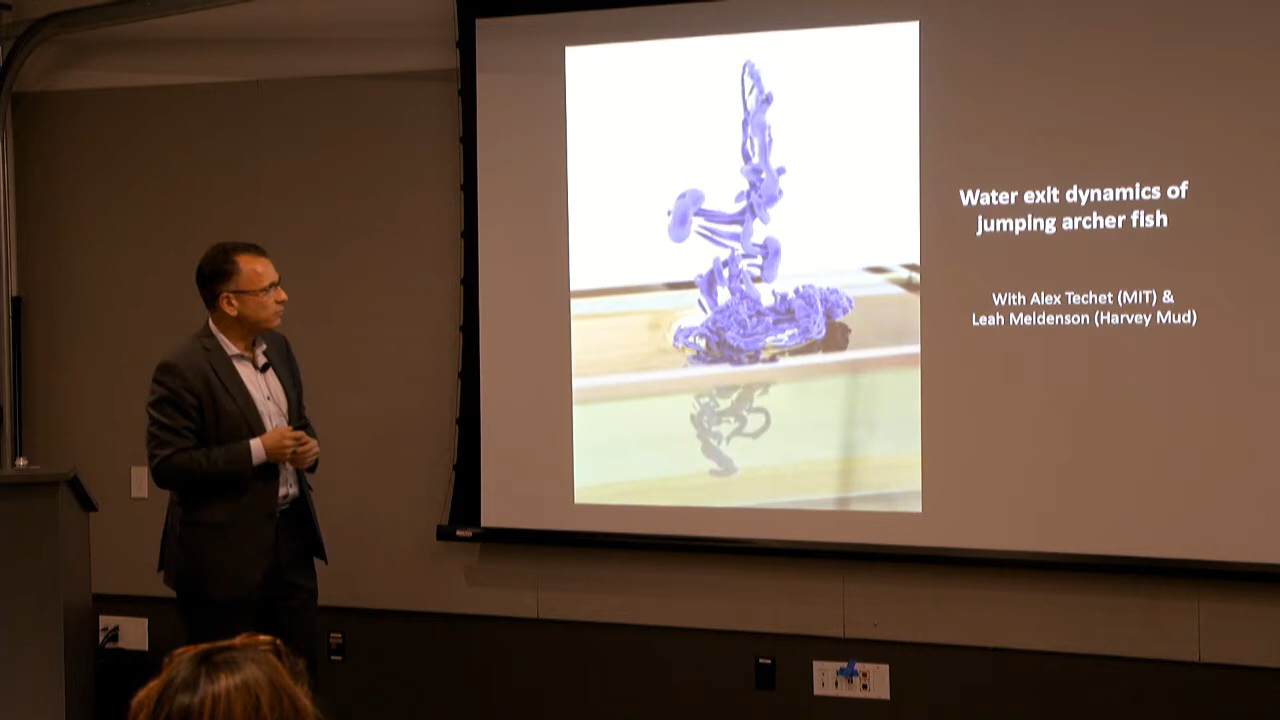 Water exit dynamics of
jumping archer fish
With Alex Techet (MIT) &
Leah Meldenson (Harvey Mud)